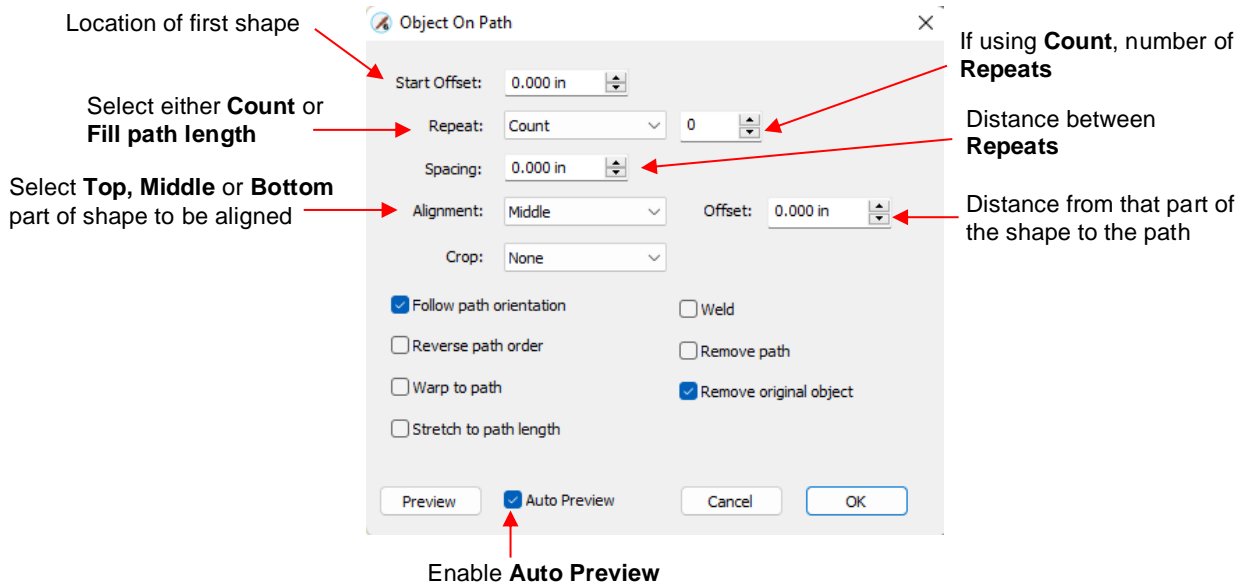 Location of first shape
Object On Path
If using Count, number of
Repeats
Start Offset: 0.000 in
Select either Count or
Fill path length
Repeat: Count 0
Distance between
Repeats
Spacing: 0.000 in
Select Top, Middle or Bottom
part of shape to be aligned
Alignment: Middle Offset: 0.000 in
Distance from that part of
the shape to the path
Crop: None
Follow path orientation
Weld
Reverse path order
Remove path
Warp to path
Remove original object
Stretch to path length
Preview Auto Preview Cancel OK
Enable Auto Preview